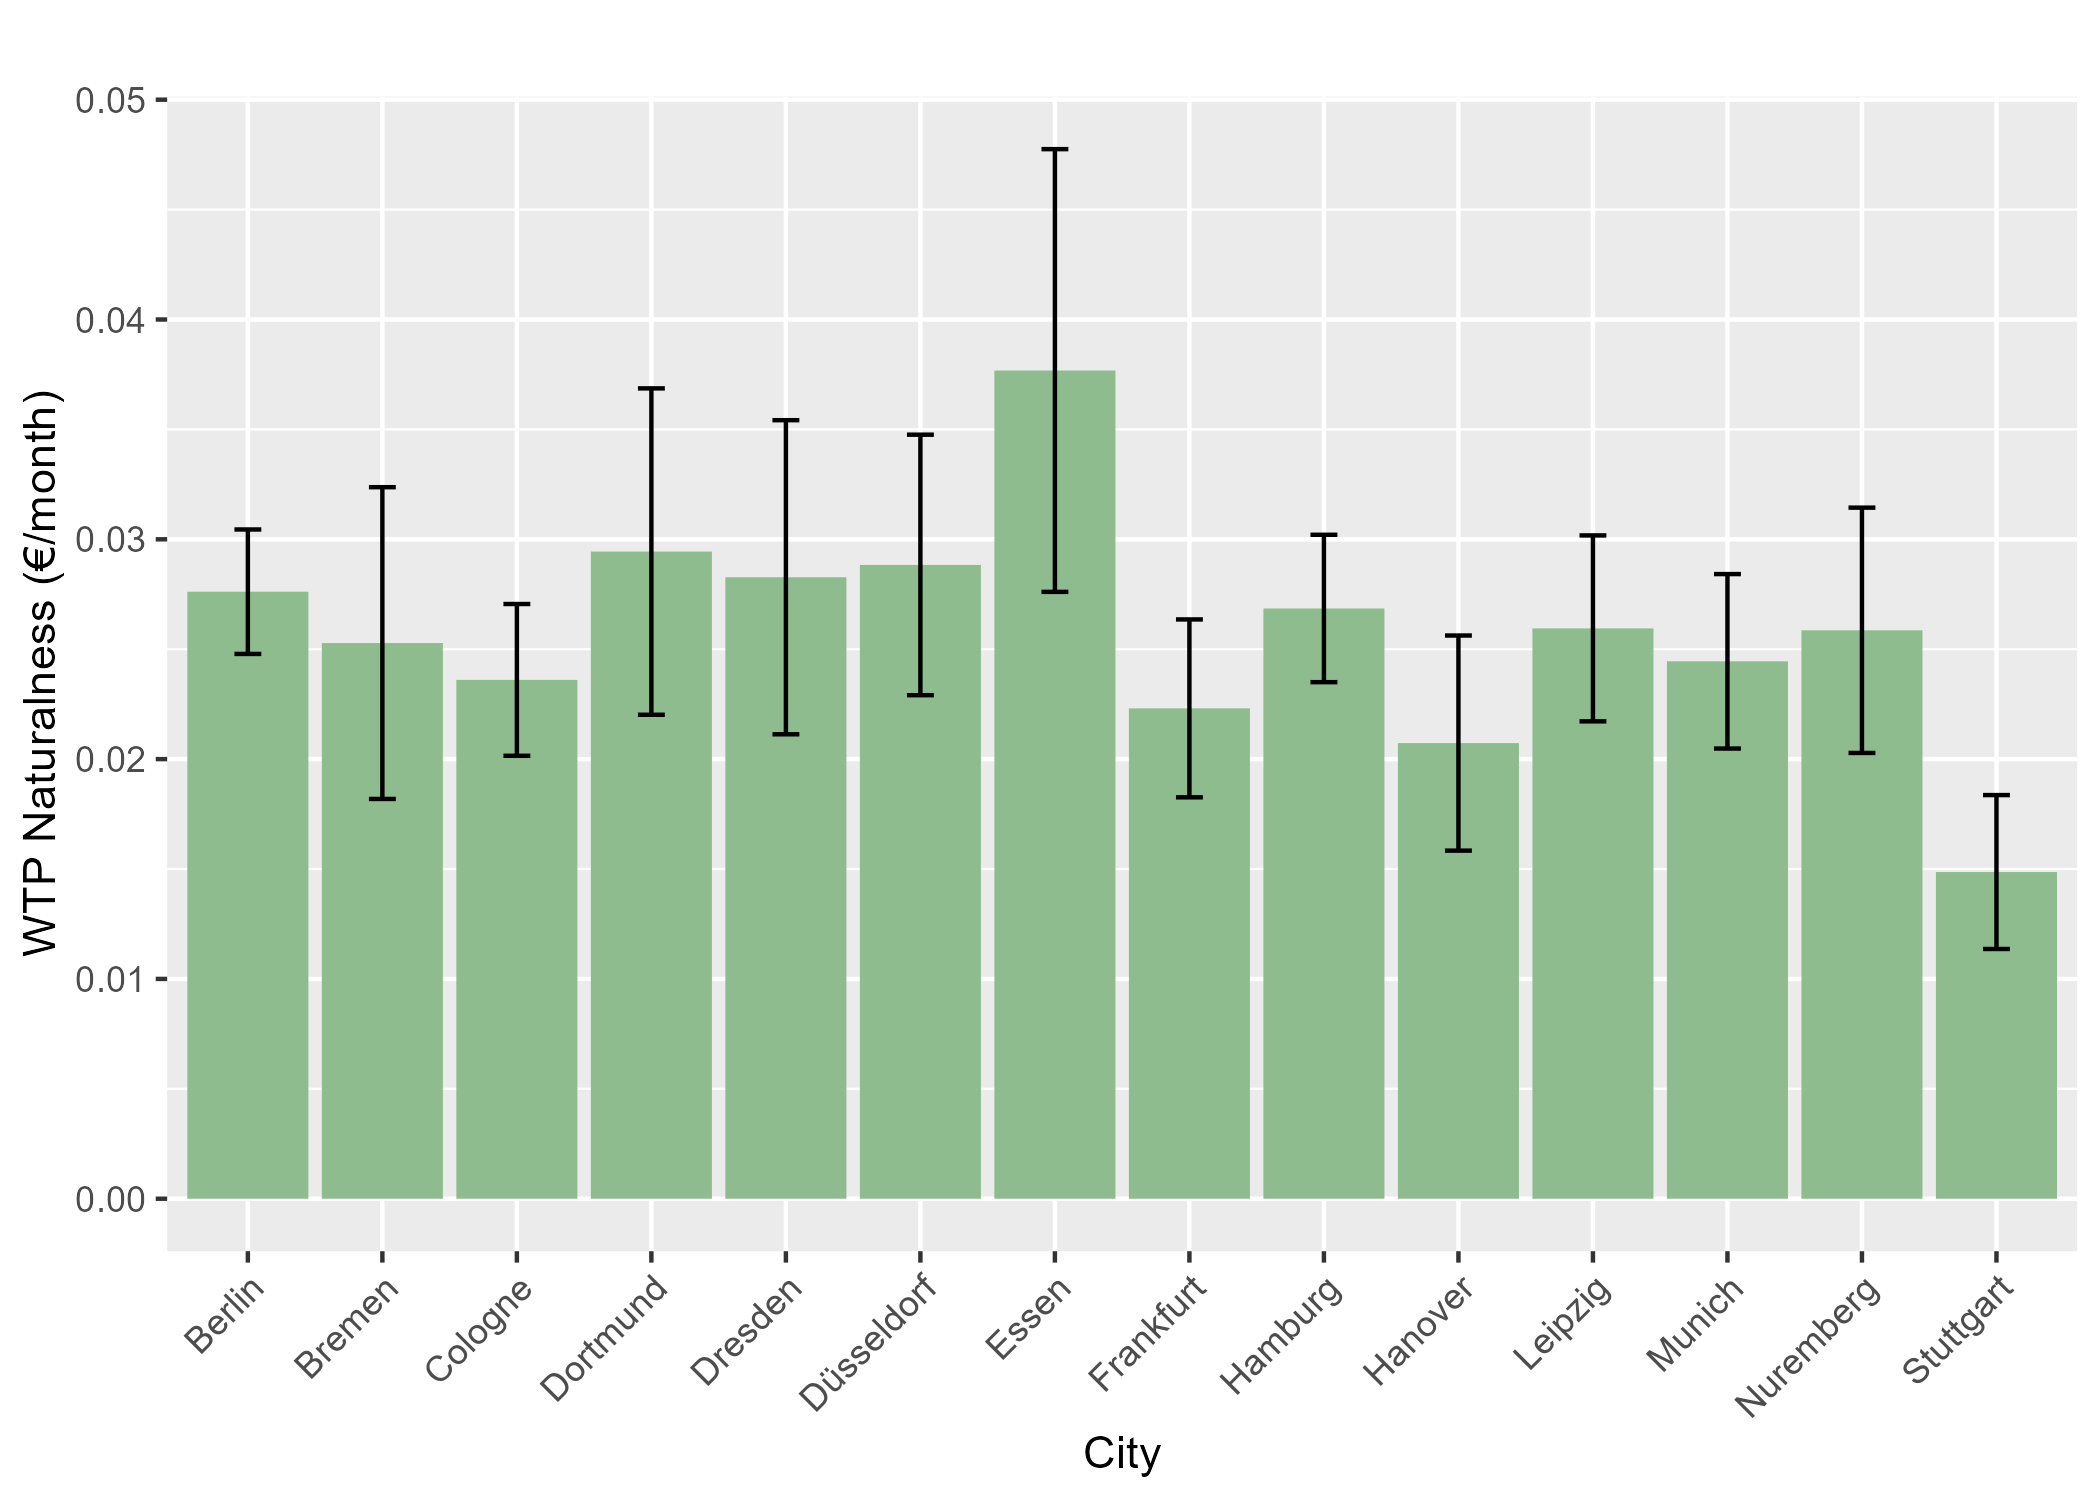 0.05
0.04
0.03
0.02
0.01
0.00
WTP Naturalness (€/month)
Berlin
Bremen
Cologne
Dortmund
Dresden
Düsseldorf
Essen
Frankfurt
Hamburg
Hanover
Leipzig
Munich
Nuremberg
Stuttgart
City